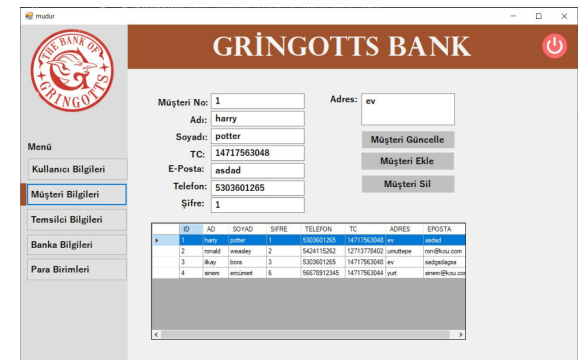 mudur
THE BANK OF GRINGOTTS
GRİNGOTTS BANK
Müşteri No: 1
Adı: harry
Soyadı: potter
TC: 14717563048
E-Posta: asdad
Telefon: 5303601265
Şifre: 1
Adres: ev
Müşteri Güncelle
Müşteri Ekle
Müşteri Sil
Menü
Kullanıcı Bilgileri
Müşteri Bilgileri
Temsilci Bilgileri
Banka Bilgileri
Para Birimleri
ID AD SOYAD SIFRE TELEFON TC ADRES EPOSTA
1 harry potter 1 5303601265 14717563048 ev asdad
2 ronald weasley 2 5424115262 12713778402 umuttepe ron@kou.com
3 ilkay bora 3 5303601265 14717563048 ev sadgsdagsa
4 sinem ercümert 6 56678912345 14717563044 yurt sinem@kou.com